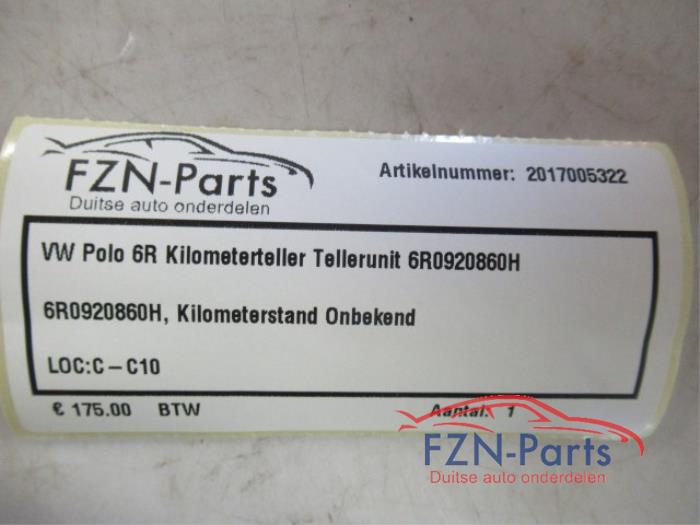 FZN-Parts
Duitse auto onderdelen
Artikelnummer: 2017005322
VW Polo 6R Kilometerteller Tellerunit 6R0920860H
6R0920860H, Kilometerstand Onbekend
LOC:C-C10
€ 175.00 BTW
Aantal: 1
FZN-Parts
Duitse auto onderdelen